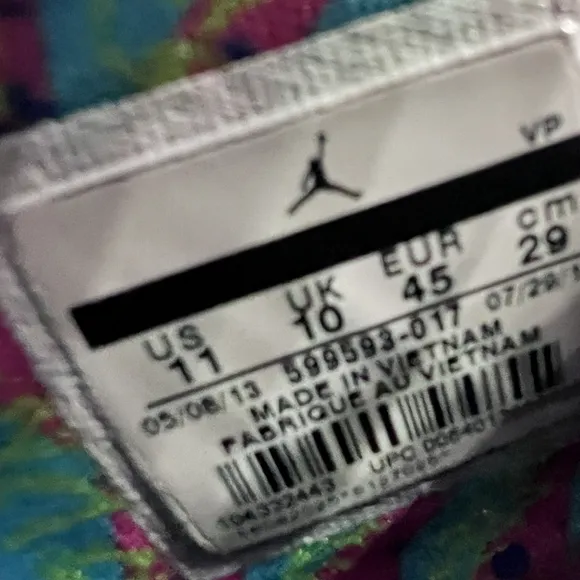 VP
US UK EUR cm
11 10 45 29
05/08/13 599593-017 07/29/1
MADE IN VIETNAM
FABRIQUE AU VIETNAM
UPC